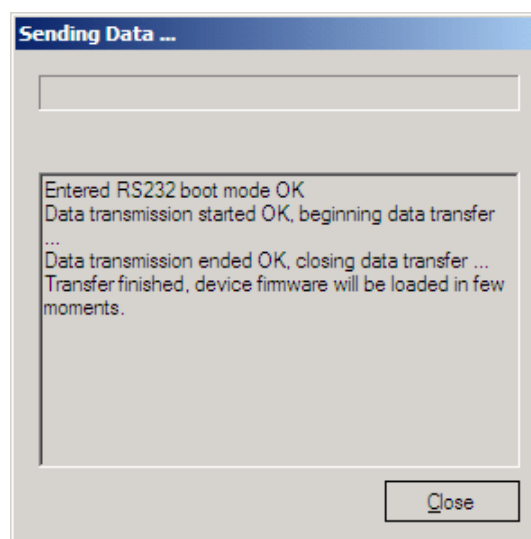 Sending Data ...
Entered RS232 boot mode OK
Data transmission started OK, beginning data transfer
...
Data transmission ended OK, closing data transfer ...
Transfer finished, device firmware will be loaded in few
moments.
Close